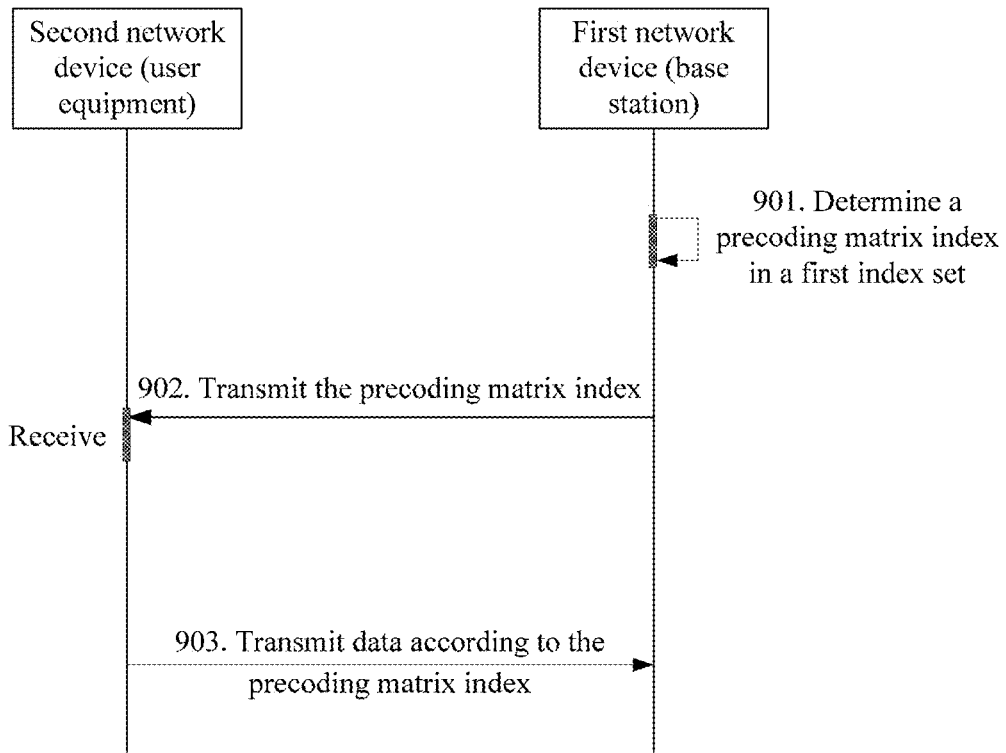 Second network
device (user
equipment)
First network
device (base
station)
901. Determine a
precoding matrix index
in a first index set
902. Transmit the precoding matrix index
Receive
903. Transmit data according to the
precoding matrix index